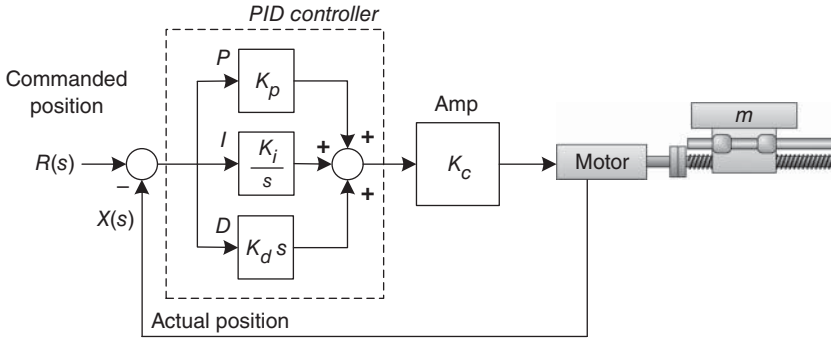 PID controller
Commanded
position
R(s)
−
X(s)
P
K_p
I
K_i
s
D
K_d s
+
+
+
Amp
K_c
Motor
m
Actual position